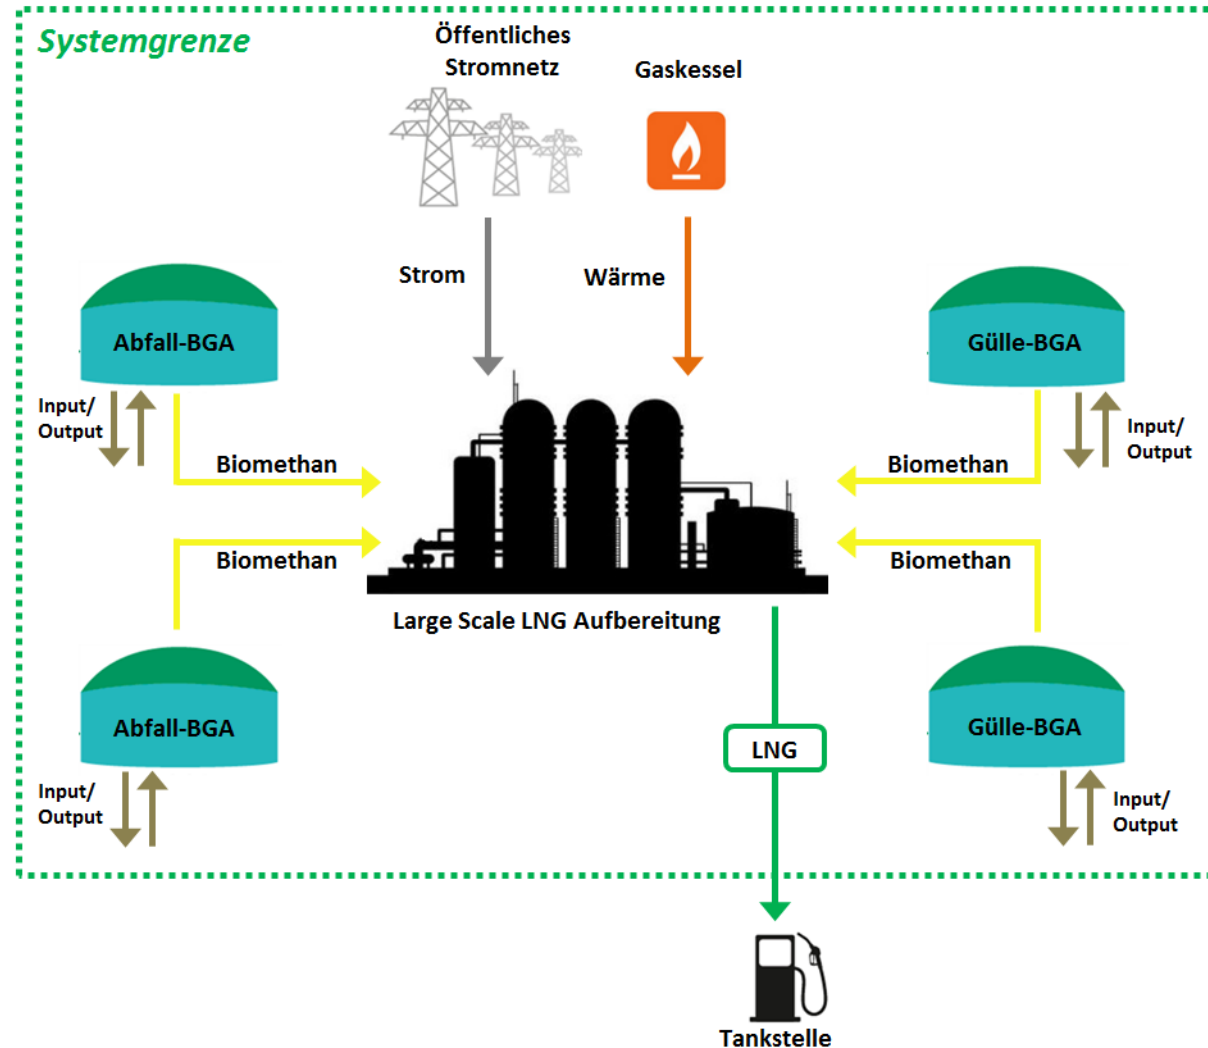 Systemgrenze
Öffentliches
Stromnetz
Gaskessel
Strom
Wärme
Abfall-BGA
Gülle-BGA
Input/
Output
Input/
Output
Biomethan
Biomethan
Biomethan
Biomethan
Large Scale LNG Aufbereitung
Abfall-BGA
Gülle-BGA
LNG
Input/
Output
Input/
Output
Tankstelle